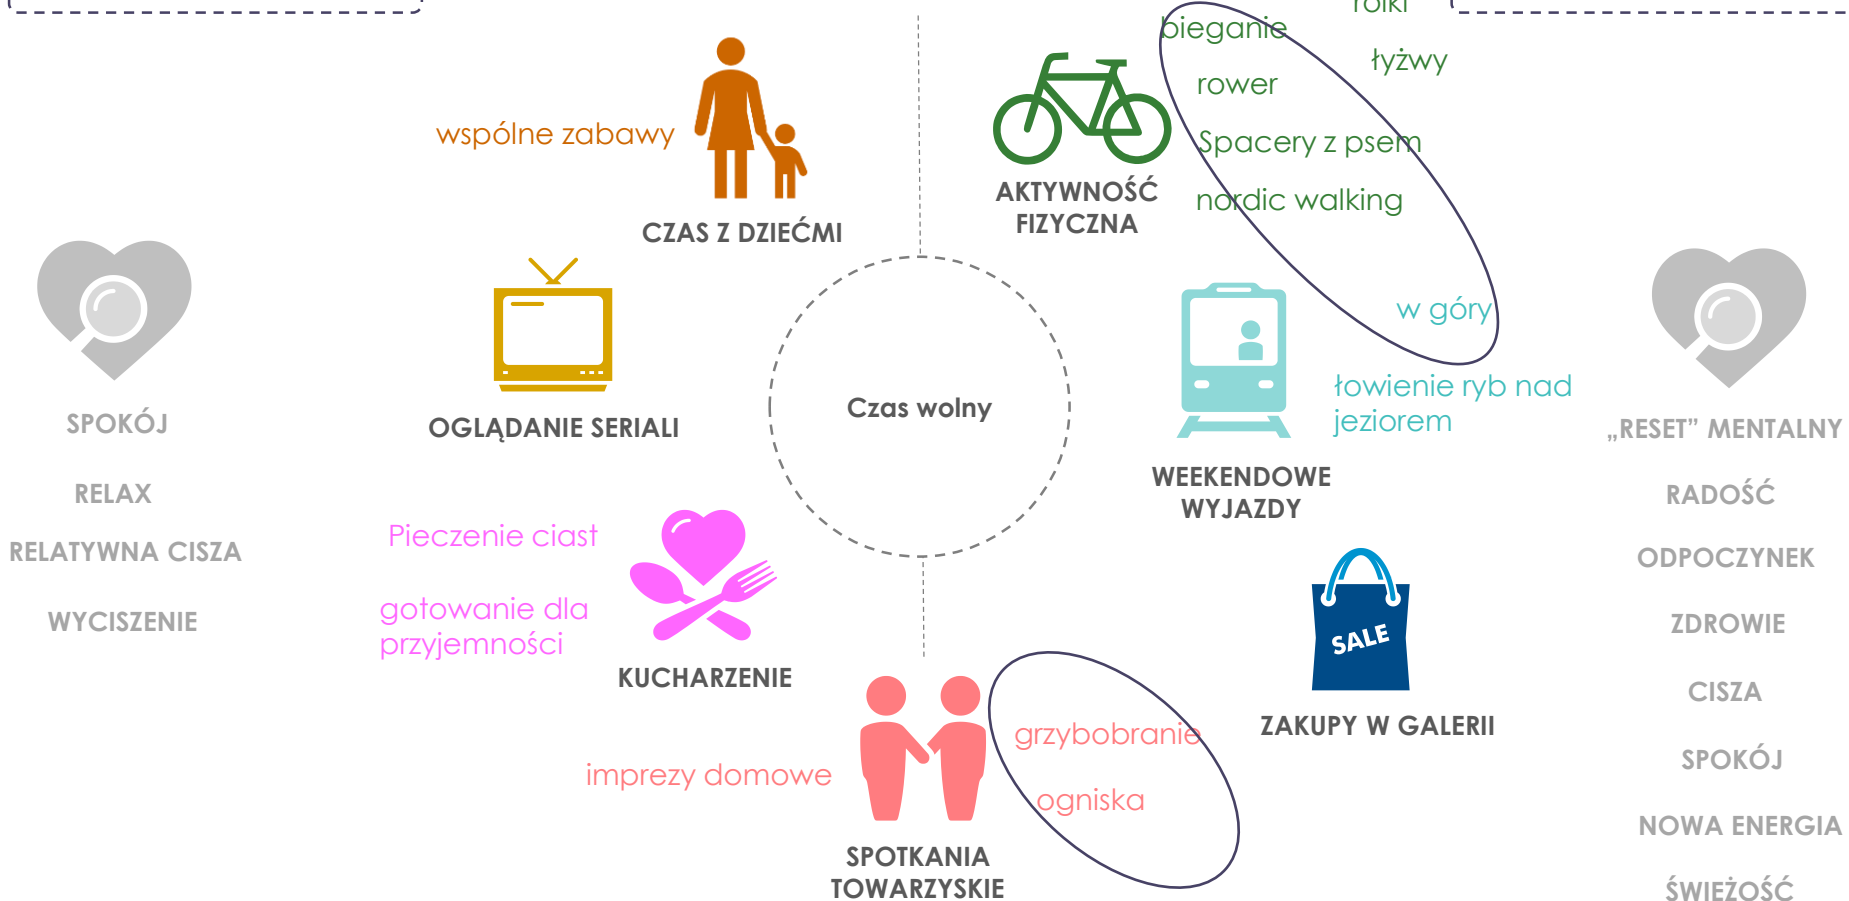 rolki
bieganie
łyżwy
rower
wspólne zabawy
Spacery z psem
AKTYWNOŚĆ
FIZYCZNA
nordic walking
CZAS Z DZIEĆMI
w góry
łowienie ryb nad
jeziorem
Czas wolny
SPOKÓJ
OGLĄDANIE SERIALI
„RESET” MENTALNY
WEEKENDOWE
WYJAZDY
RELAX
RADOŚĆ
Pieczenie ciast
RELATYWNA CISZA
ODPOCZYNEK
gotowanie dla
przyjemności
WYCISZENIE
ZDROWIE
SALE
KUCHARZENIE
CISZA
ZAKUPY W GALERII
grzybobranie
imprezy domowe
SPOKÓJ
ogniska
NOWA ENERGIA
SPOTKANIA
TOWARZYSKIE
ŚWIEŻOŚĆ